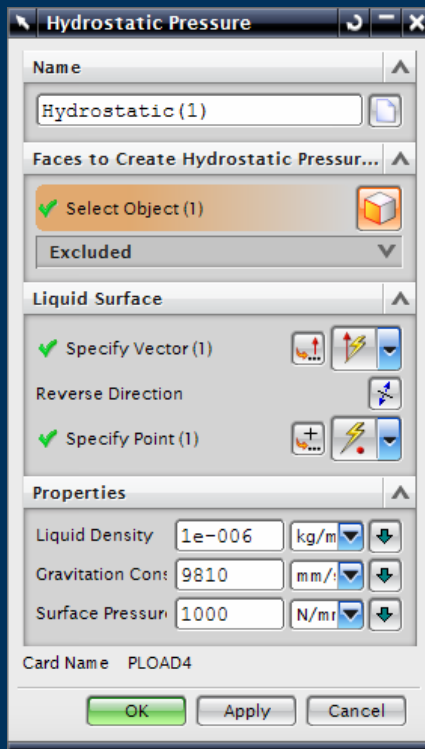 Hydrostatic Pressure
Name
Hydrostatic(1)
Faces to Create Hydrostatic Pressur...
Select Object (1)
Excluded
Liquid Surface
Specify Vector (1)
Reverse Direction
Specify Point (1)
Properties
Liquid Density 1e-006 kg/m
Gravitation Cons 9810 mm/
Surface Pressure 1000 N/mm
Card Name PLOAD4
OK Apply Cancel